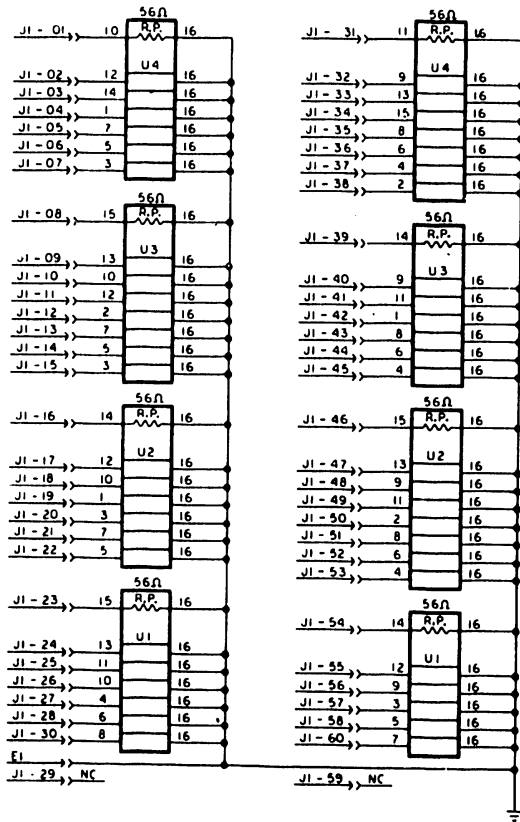 56Ω
J1-01 10 R.P. 16
U4
J1-02 12 16
J1-03 14 16
J1-04 1 16
J1-05 7 16
J1-06 5 16
J1-07 3 16
56Ω
J1-08 15 R.P. 16
U3
J1-09 13 16
J1-10 10 16
J1-11 12 16
J1-12 2 16
J1-13 7 16
J1-14 5 16
J1-15 3 16
56Ω
J1-16 14 R.P. 16
U2
J1-17 12 16
J1-18 10 16
J1-19 1 16
J1-20 3 16
J1-21 7 16
J1-22 5 16
56Ω
J1-23 15 R.P. 16
U1
J1-24 13 16
J1-25 11 16
J1-26 10 16
J1-27 4 16
J1-28 6 16
J1-30 8 16
E1
J1-29 NC
56Ω
J1-31 11 R.P. 16
U4
J1-32 9 16
J1-33 13 16
J1-34 15 16
J1-35 8 16
J1-36 6 16
J1-37 4 16
J1-38 2 16
56Ω
J1-39 14 R.P. 16
U3
J1-40 9 16
J1-41 11 16
J1-42 1 16
J1-43 8 16
J1-44 6 16
J1-45 4 16
56Ω
J1-46 15 R.P. 16
U2
J1-47 13 16
J1-48 9 16
J1-49 11 16
J1-50 2 16
J1-51 8 16
J1-52 6 16
J1-53 4 16
56Ω
J1-54 14 R.P. 16
U1
J1-55 12 16
J1-56 9 16
J1-57 3 16
J1-58 5 16
J1-60 7 16
J1-59 NC